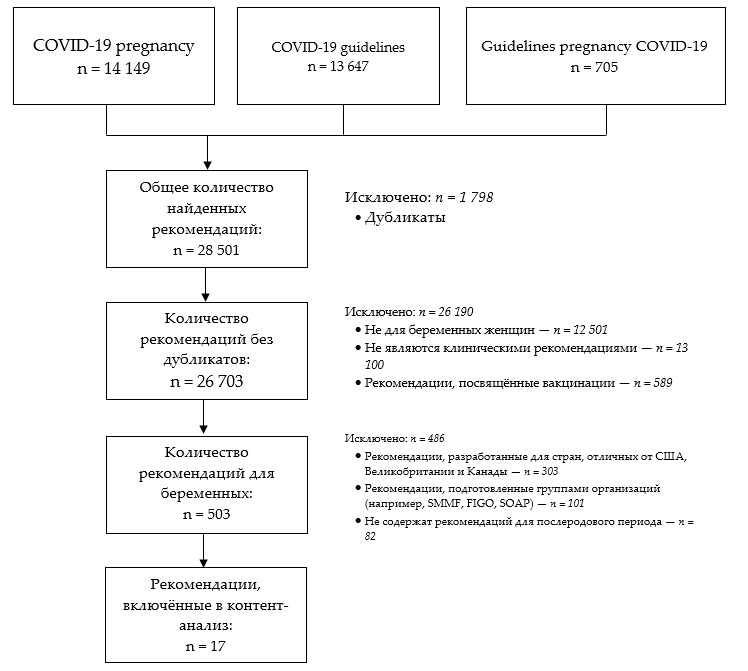 COVID-19 pregnancy
n = 14 149
COVID-19 guidelines
n = 13 647
Guidelines pregnancy COVID-19
n = 705
Общее количество
найденных
рекомендаций:
n = 28 501
Исключено: n = 1 798
• Дубликаты
Количество
рекомендаций без
дубликатов:
n = 26 703
Исключено: n = 26 190
• Не для беременных женщин — n = 12 501
• Не являются клиническими рекомендациями — n = 13
100
• Рекомендации, посвящённые вакцинации — n = 589
Количество
рекомендаций для
беременных:
n = 503
Исключено: n = 486
• Рекомендации, разработанные для стран, отличных от США,
Великобритании и Канады — n = 303
• Рекомендации, подготовленные группами организаций
(например, SMMF, FIGO, SOAP) — n = 101
• Не содержат рекомендаций для послеродового периода — n =
82
Рекомендации,
включённые в контент-
анализ:
n = 17